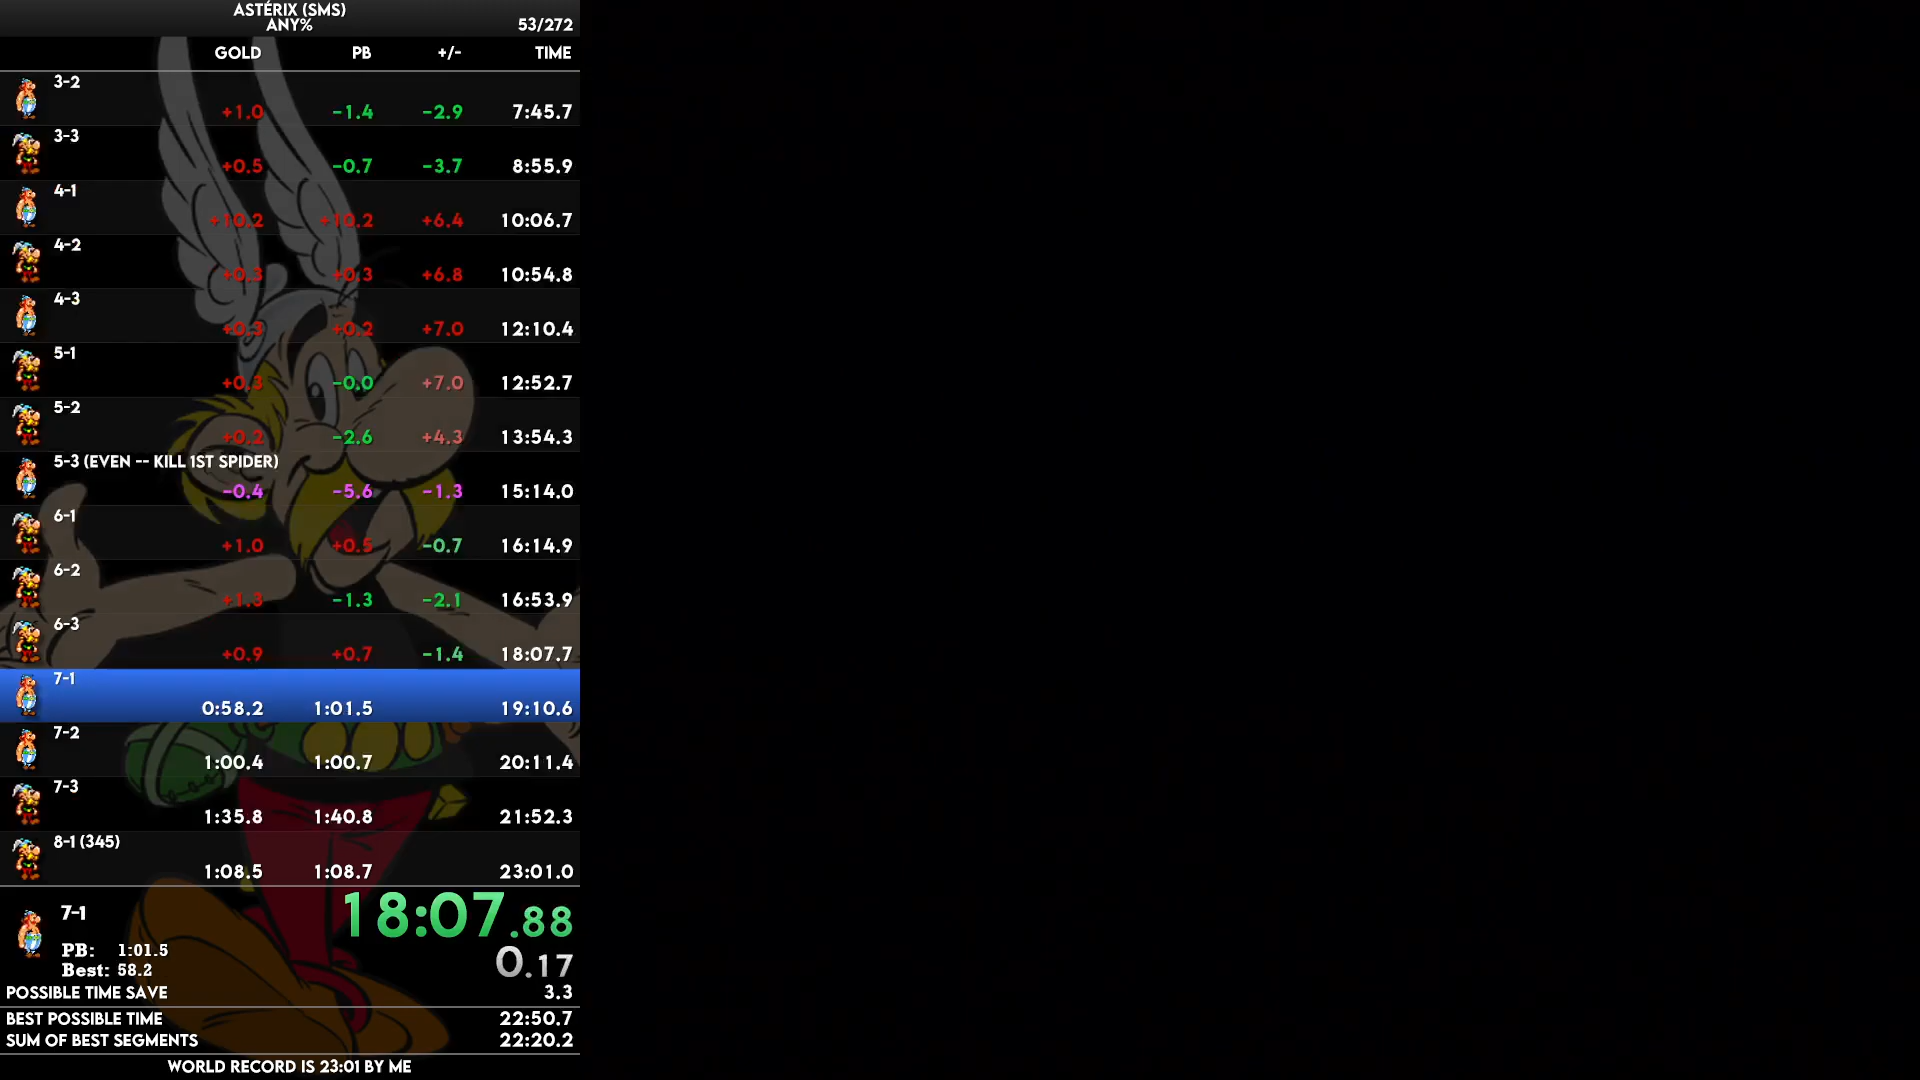 ASTÉRIX (SMS)
ANY% 53/272
GOLD PB +/- TIME
3-2
+1.0 -1.4 -2.9 7:45.7
3-3
+0.5 -0.7 -3.7 8:55.9
4-1
+10.2 +10.2 +6.4 10:06.7
4-2
+0.3 +0.3 +6.8 10:54.8
4-3
+0.3 +0.2 +7.0 12:10.4
5-1
+0.3 -0.0 +7.0 12:52.7
5-2
+0.2 -2.6 +4.3 13:54.3
5-3 (EVEN -- KILL 1ST SPIDER)
-0.4 -5.6 -1.3 15:14.0
6-1
+1.0 +0.5 -0.7 16:14.9
6-2
+1.3 -1.3 -2.1 16:53.9
6-3
+0.9 +0.7 -1.4 18:07.7
7-1
0:58.2 1:01.5 19:10.6
7-2
1:00.4 1:00.7 20:11.4
7-3
1:35.8 1:40.8 21:52.3
8-1 (345)
1:08.5 1:08.7 23:01.0
7-1 18:07.88
PB: 1:01.5 0.17
Best: 58.2
POSSIBLE TIME SAVE 3.3
BEST POSSIBLE TIME 22:50.7
SUM OF BEST SEGMENTS 22:20.2
WORLD RECORD IS 23:01 BY ME